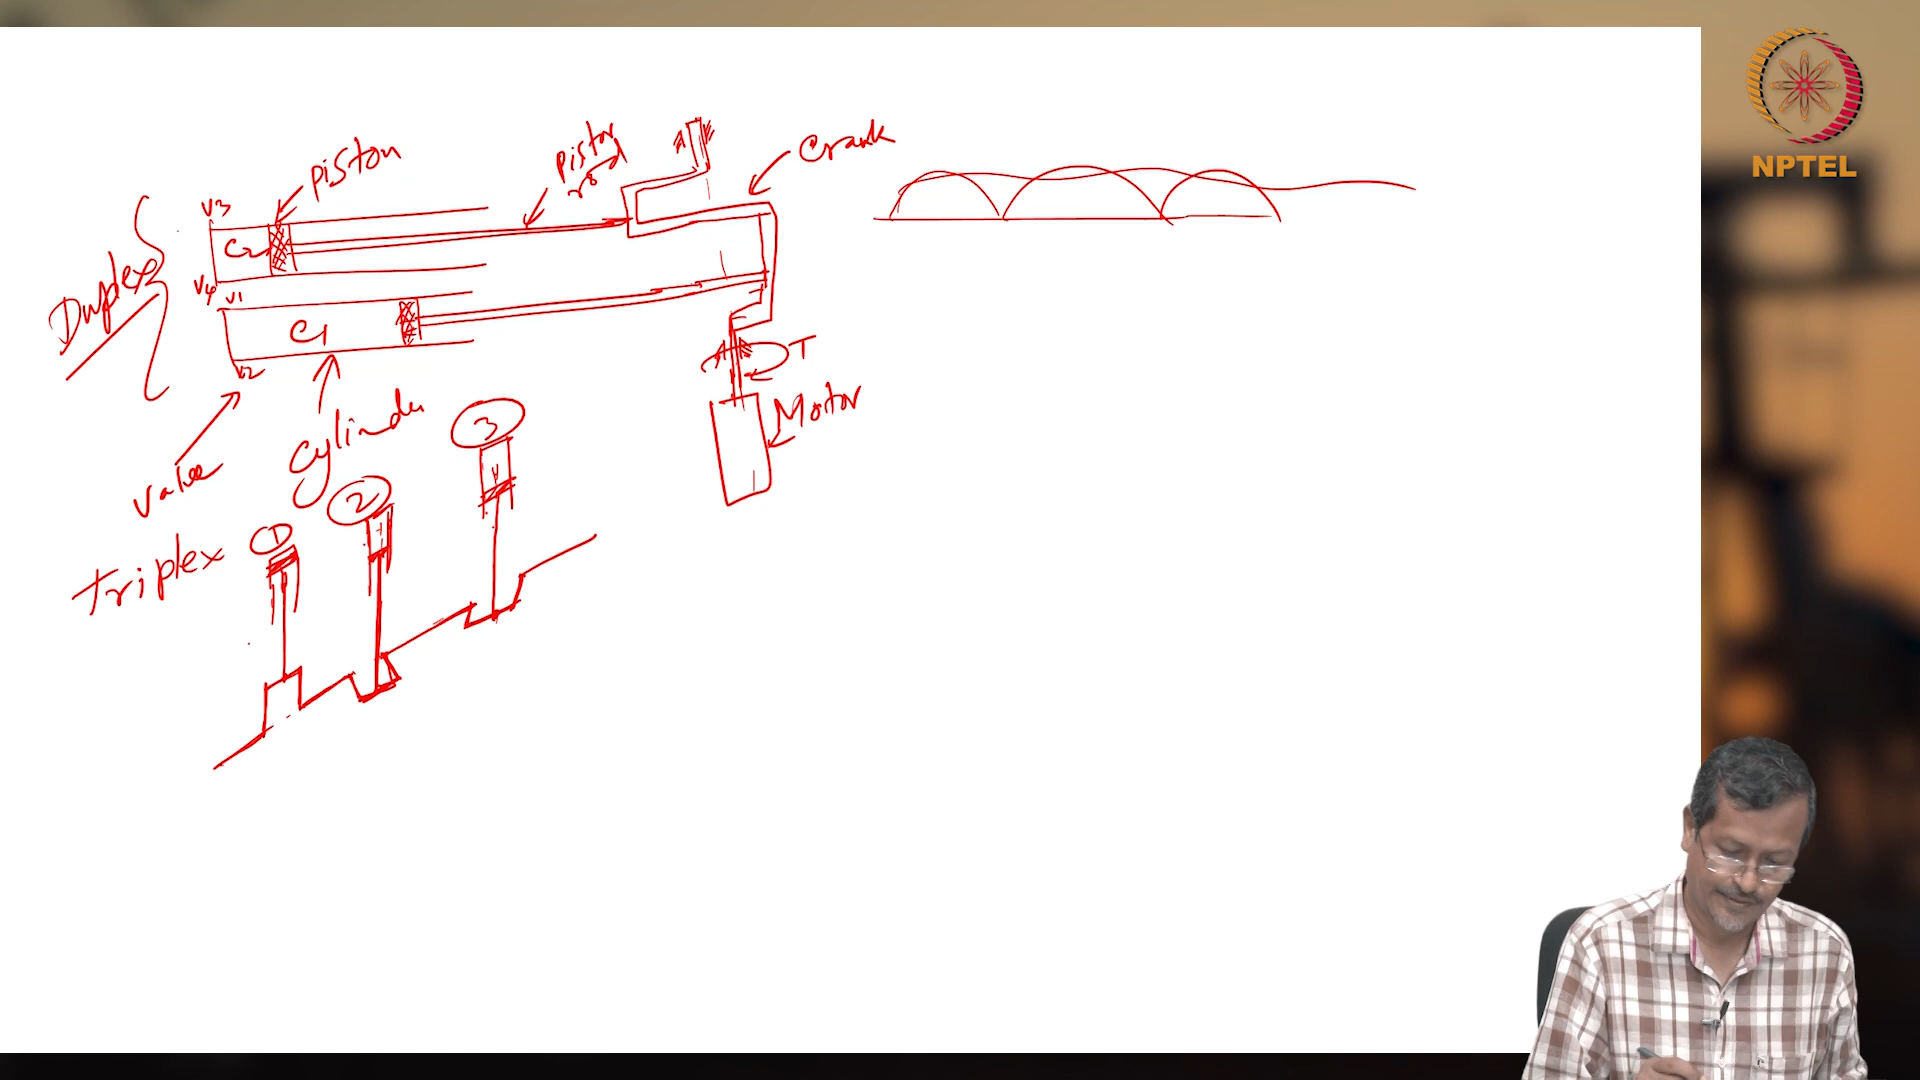 NPTEL
Crank
piston
rod
piston
V3
C2
V4
Duplex
V1
C1
V2
T
Motor
Cylinder
Valve
3
2
1
triplex